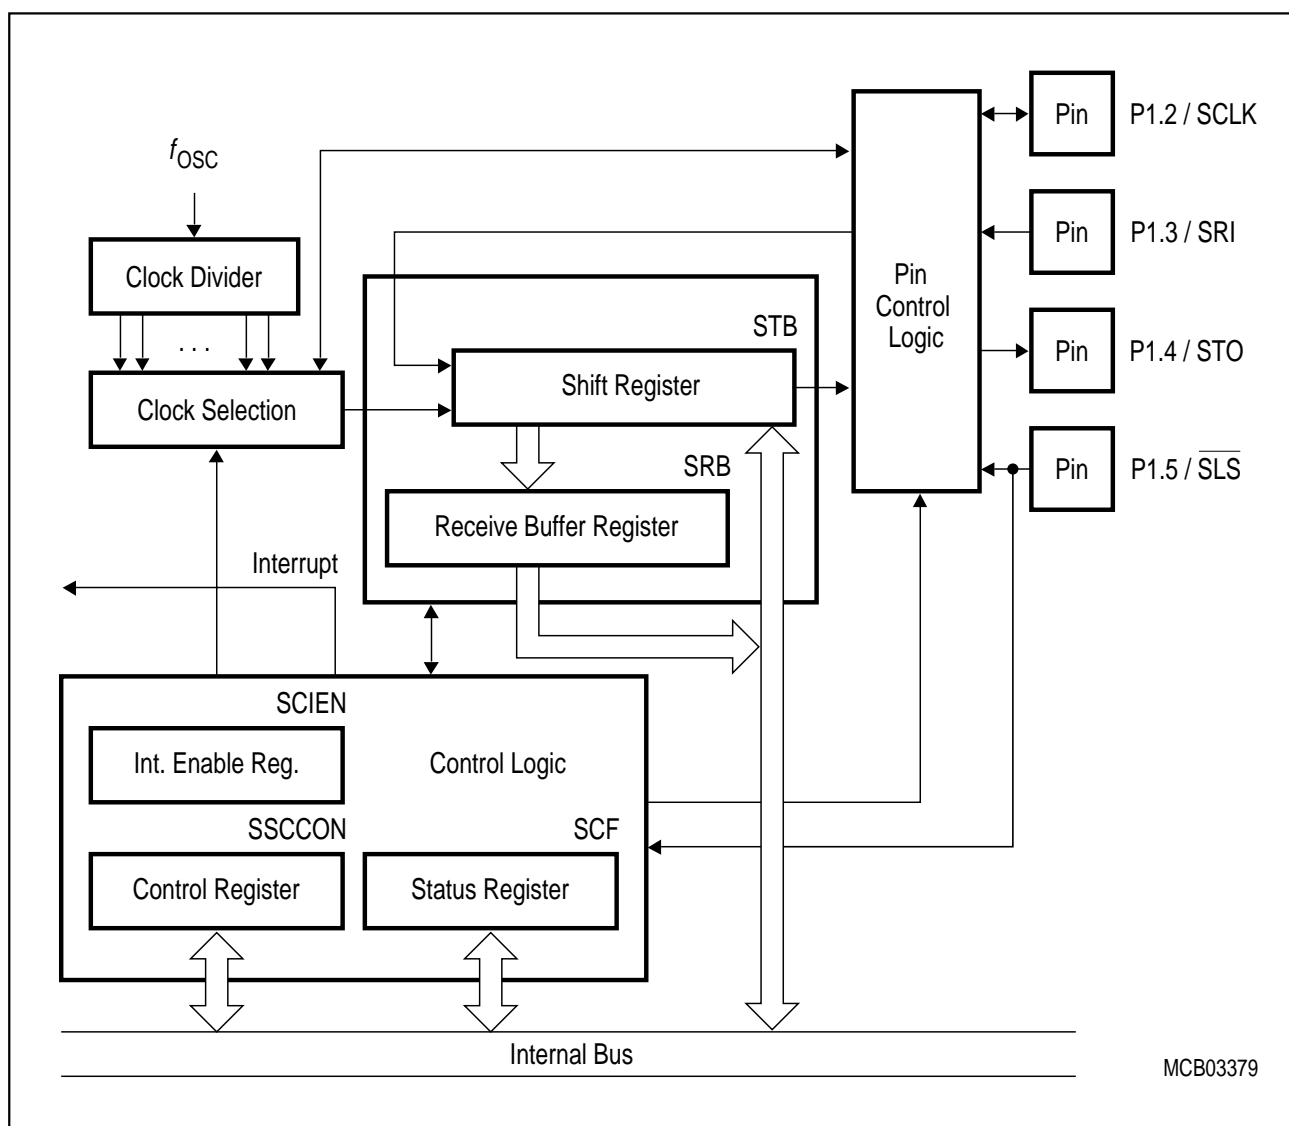 Pin P1.2 / SCLK
fOSC
Pin P1.3 / SRI
Clock Divider
Pin
Control
Logic
STB
Pin P1.4 / STO
. . .
Shift Register
Clock Selection
SRB
Pin P1.5 / S̅L̅S̅
Receive Buffer Register
Interrupt
SCIEN
Int. Enable Reg.
Control Logic
SSCCON
SCF
Control Register
Status Register
Internal Bus
MCB03379